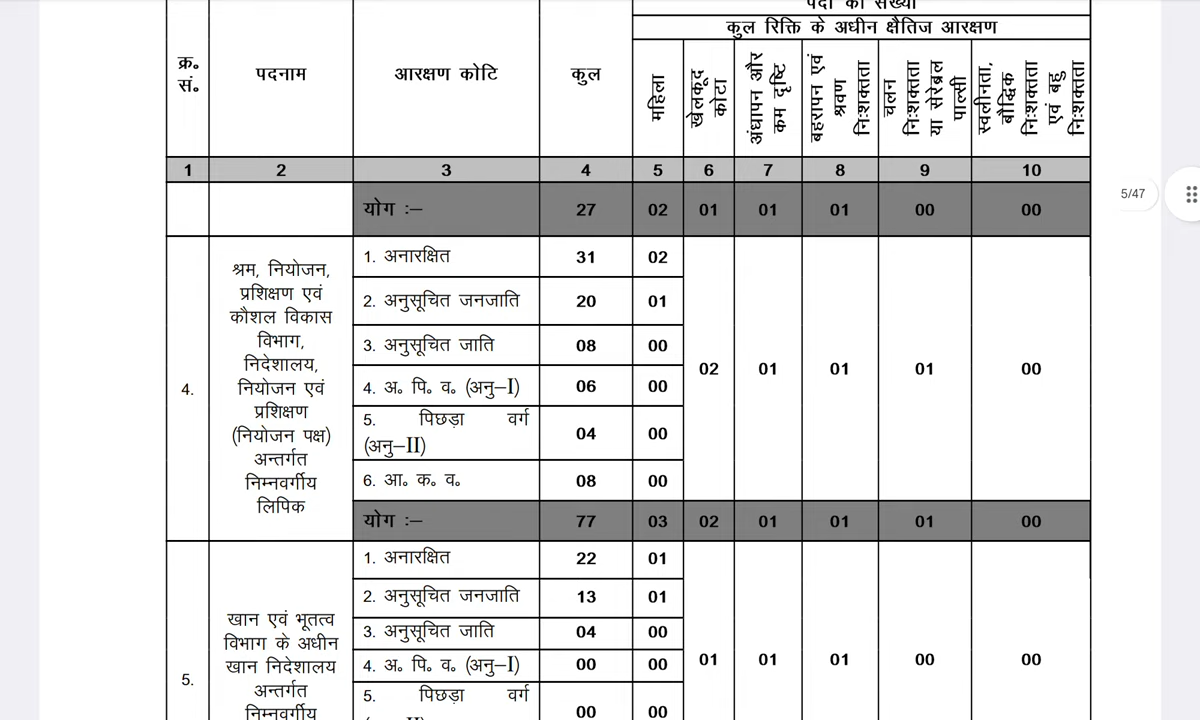 पदों की संख्या
कुल रिक्ति के अधीन क्षैतिज आरक्षण
क्र॰ सं॰ पदनाम आरक्षण कोटि कुल महिला खेलकूद कोटा अंधापन और कम दृष्टि बहरापन एवं श्रवण निःशक्तता चलन निःशक्तता या सेरेब्रल पाल्सी स्वलीनता, बौद्धिक निःशक्तता एवं बहु निःशक्तता
1 2 3 4 5 6 7 8 9 10
योग :– 27 02 01 01 01 00 00
5/47
4.
श्रम, नियोजन,
प्रशिक्षण एवं
कौशल विकास
विभाग,
निदेशालय,
नियोजन एवं
प्रशिक्षण
(नियोजन पक्ष)
अन्तर्गत
निम्नवर्गीय
लिपिक
1. अनारक्षित 31 02
2. अनुसूचित जनजाति 20 01
3. अनुसूचित जाति 08 00
4. अ॰ पि॰ व॰ (अनु–I) 06 00
5. पिछड़ा वर्ग
(अनु–II) 04 00
6. आ॰ क॰ व॰ 08 00
02 01 01 01 00
योग :– 77 03 02 01 01 01 00
5.
खान एवं भूतत्व
विभाग के अधीन
खान निदेशालय
अन्तर्गत
निम्नवर्गीय
1. अनारक्षित 22 01
2. अनुसूचित जनजाति 13 01
3. अनुसूचित जाति 04 00
4. अ॰ पि॰ व॰ (अनु–I) 00 00
5. पिछड़ा वर्ग
00 00
01 01 01 00 00